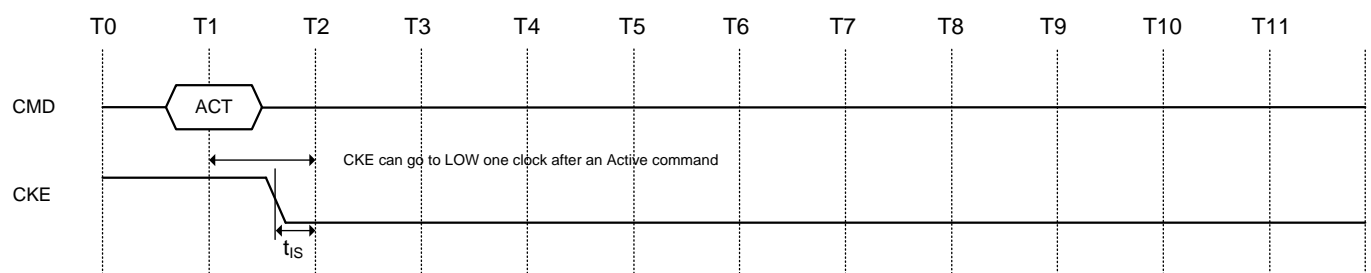 T0 T1 T2 T3 T4 T5 T6 T7 T8 T9 T10 T11
CMD ACT
CKE can go to LOW one clock after an Active command
CKE
tIS